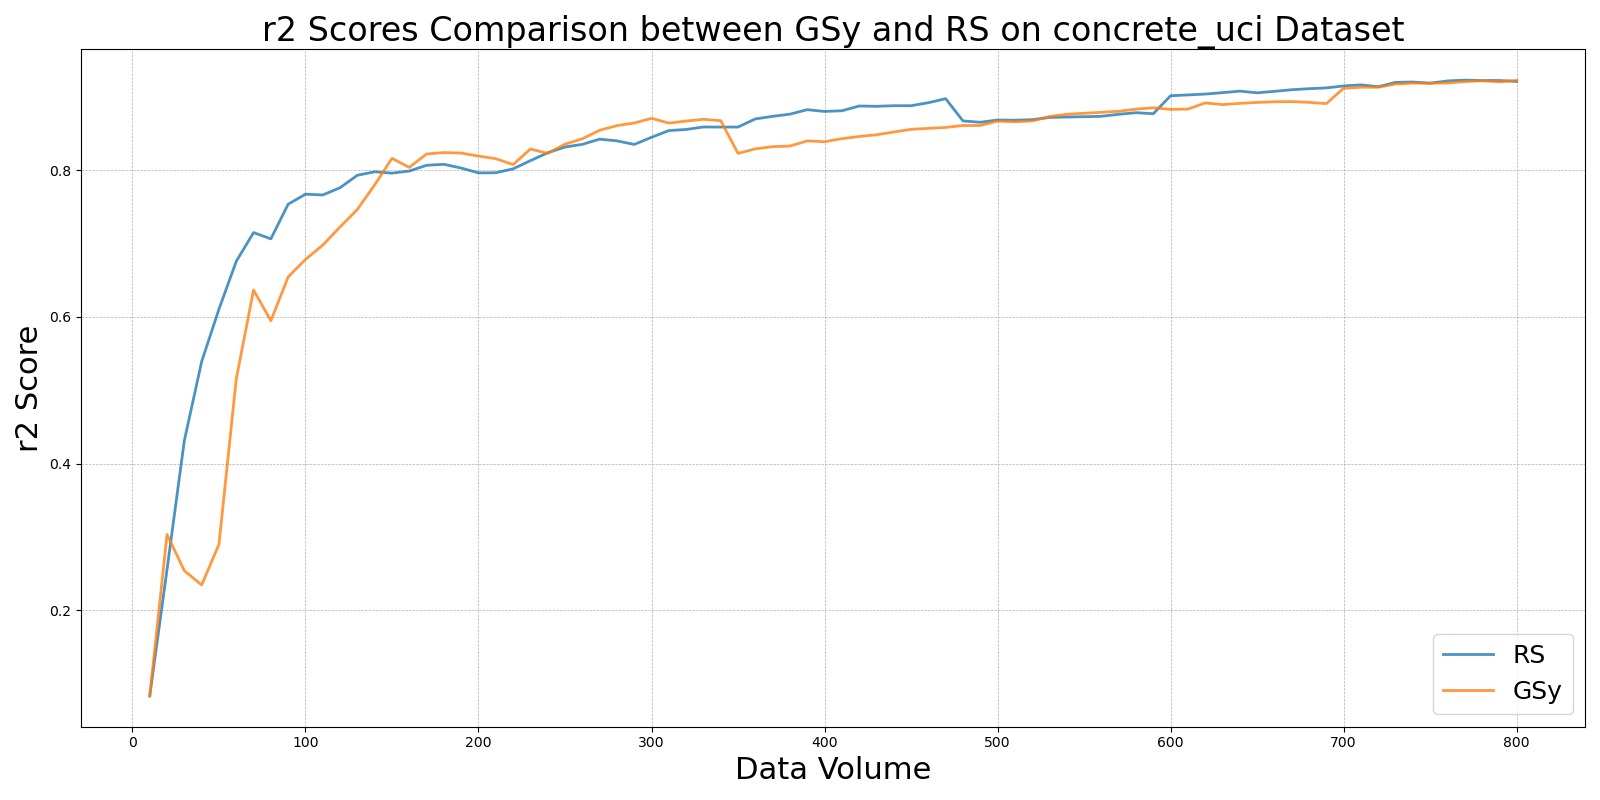 r2 Scores Comparison between GSy and RS on concrete_uci Dataset
r2 Score
0.8
0.6
0.4
0.2
0 100 200 300 400 500 600 700 800
Data Volume
RS
GSy